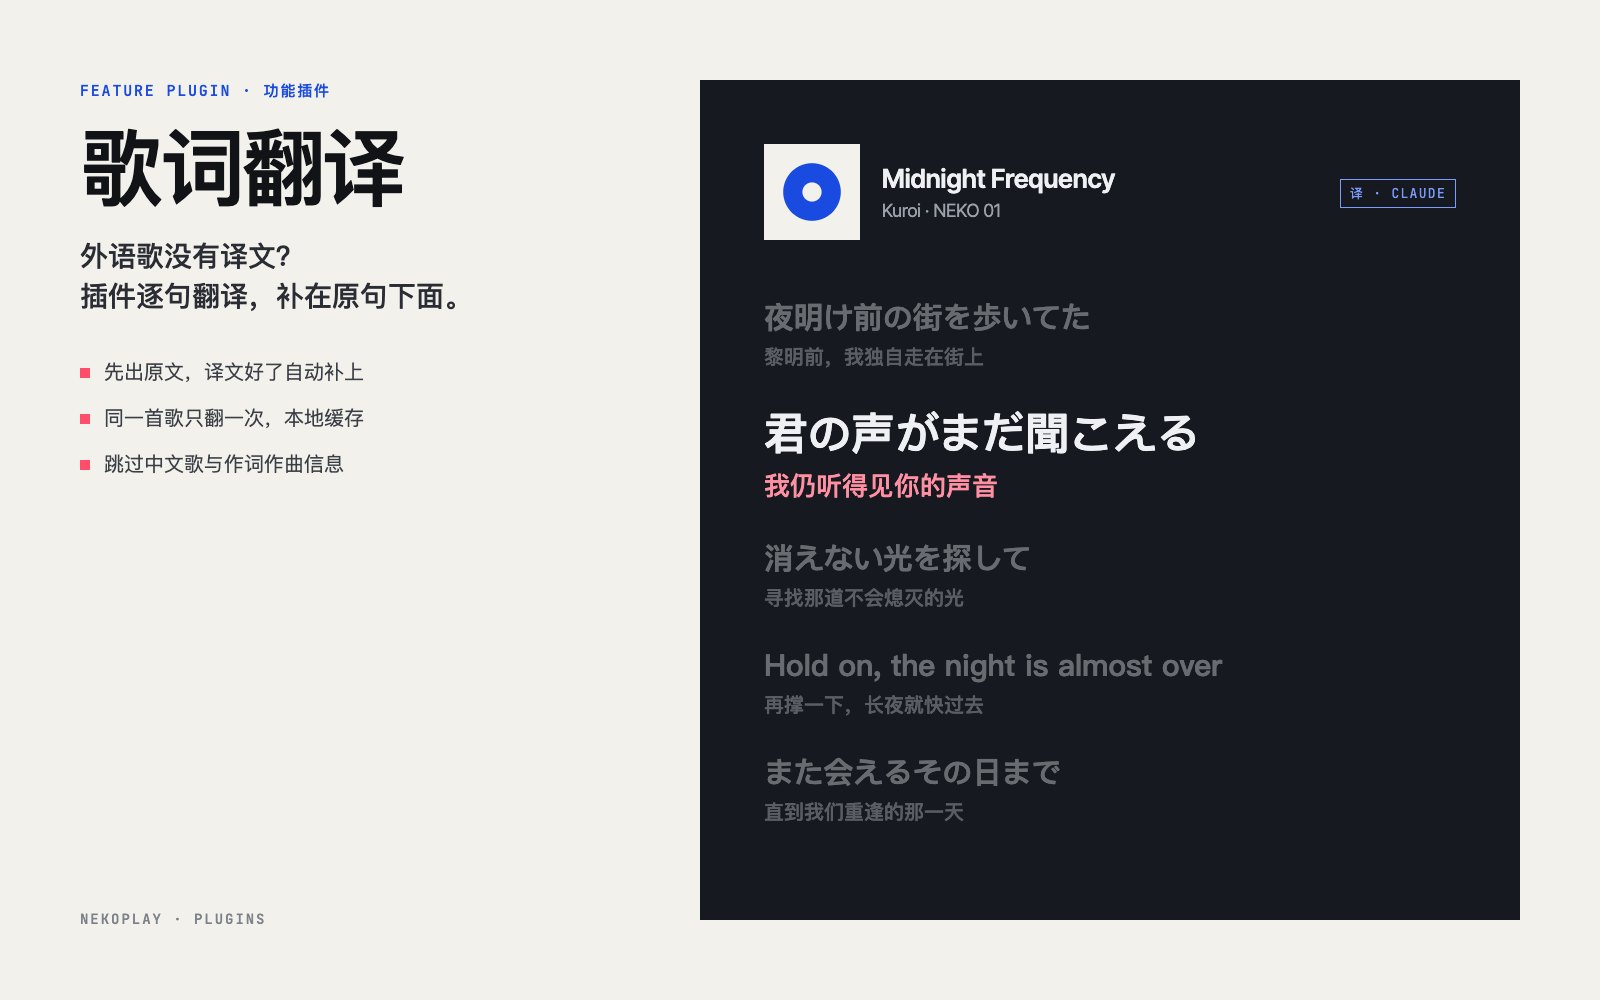 FEATURE PLUGIN · 功能插件
歌词翻译
外语歌没有译文？
插件逐句翻译，补在原句下面。
先出原文，译文好了自动补上
同一首歌只翻一次，本地缓存
跳过中文歌与作词作曲信息
NEKOPLAY · PLUGINS
Midnight Frequency
Kuroi · NEKO 01
译 · CLAUDE
夜明け前の街を歩いてた
黎明前，我独自走在街上
君の声がまだ聞こえる
我仍听得见你的声音
消えない光を探して
寻找那道不会熄灭的光
Hold on, the night is almost over
再撑一下，长夜就快过去
また会えるその日まで
直到我们重逢的那一天